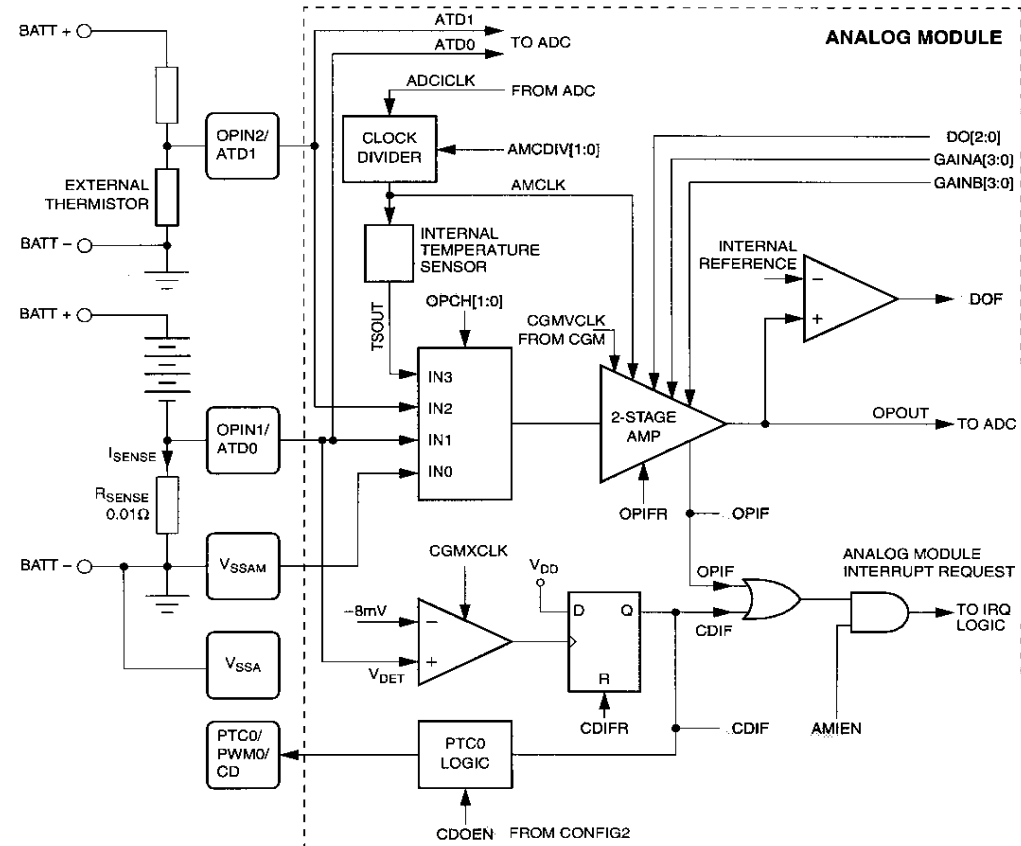 BATT +
ATD1
ATD0
TO ADC
ANALOG MODULE
ADCICLK
FROM ADC
OPIN2/
ATD1
CLOCK
DIVIDER
AMCDIV[1:0]
DO[2:0]
GAINA[3:0]
GAINB[3:0]
EXTERNAL
THERMISTOR
AMCLK
BATT −
INTERNAL
TEMPERATURE
SENSOR
INTERNAL
REFERENCE
−
+
DOF
BATT +
TSOUT
OPCH[1:0]
CGMVCLK
FROM CGM
IN3
IN2
IN1
IN0
2-STAGE
AMP
OPOUT
TO ADC
OPIN1/
ATD0
ISENSE
RSENSE
0.01Ω
OPIFR
OPIF
BATT −
VSSAM
CGMXCLK
VDD
OPIF
CDIF
ANALOG MODULE
INTERRUPT REQUEST
TO IRQ
LOGIC
−8mV
−
+
VDET
D
Q
R
VSSA
CDIFR
CDIF
AMIEN
PTC0/
PWM0/
CD
PTC0
LOGIC
CDOEN
FROM CONFIG2